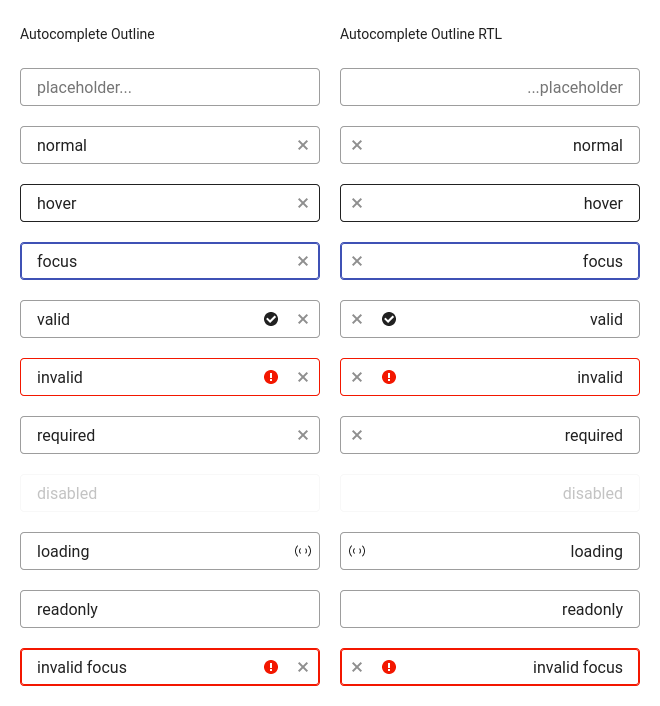 Autocomplete Outline
Autocomplete Outline RTL
placeholder...
...placeholder
normal
normal
hover
hover
focus
focus
valid
valid
invalid
invalid
required
required
disabled
disabled
loading
loading
readonly
readonly
invalid focus
invalid focus